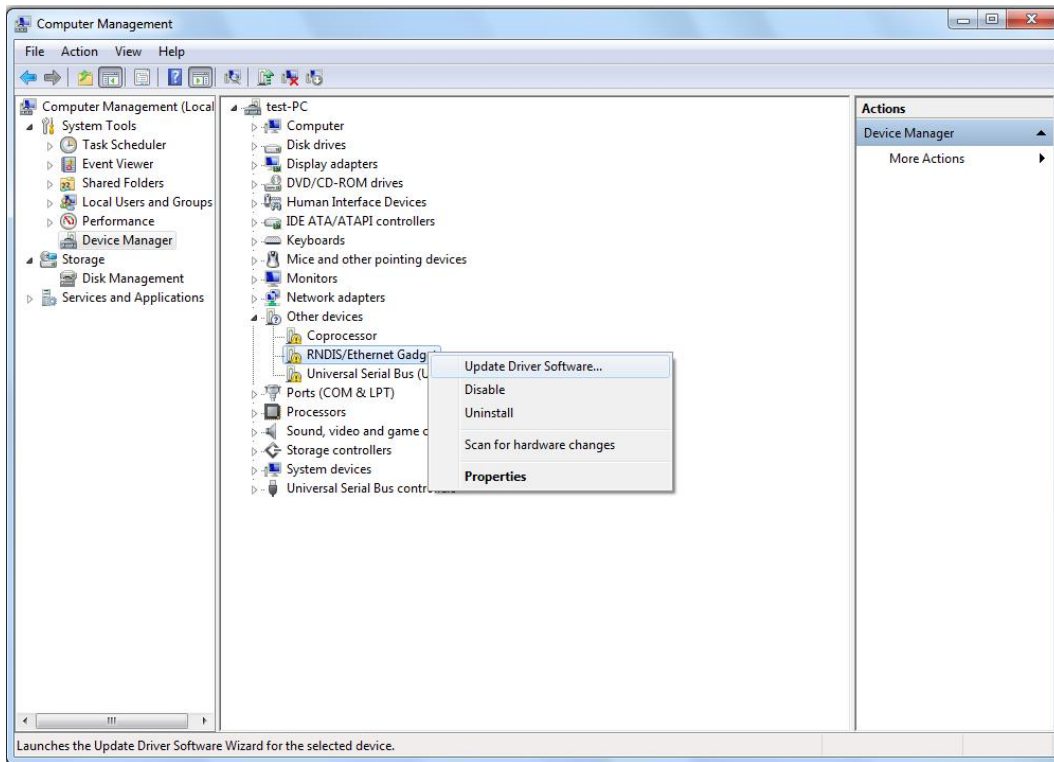 Computer Management
File Action View Help
Computer Management (Local
System Tools
Task Scheduler
Event Viewer
Shared Folders
Local Users and Groups
Performance
Device Manager
Storage
Disk Management
Services and Applications
test-PC
Computer
Disk drives
Display adapters
DVD/CD-ROM drives
Human Interface Devices
IDE ATA/ATAPI controllers
Keyboards
Mice and other pointing devices
Monitors
Network adapters
Other devices
Coprocessor
RNDIS/Ethernet Gadg
Universal Serial Bus (U
Ports (COM & LPT)
Processors
Sound, video and game c
Storage controllers
System devices
Universal Serial Bus controllers
Update Driver Software...
Disable
Uninstall
Scan for hardware changes
Properties
Actions
Device Manager
More Actions
Launches the Update Driver Software Wizard for the selected device.